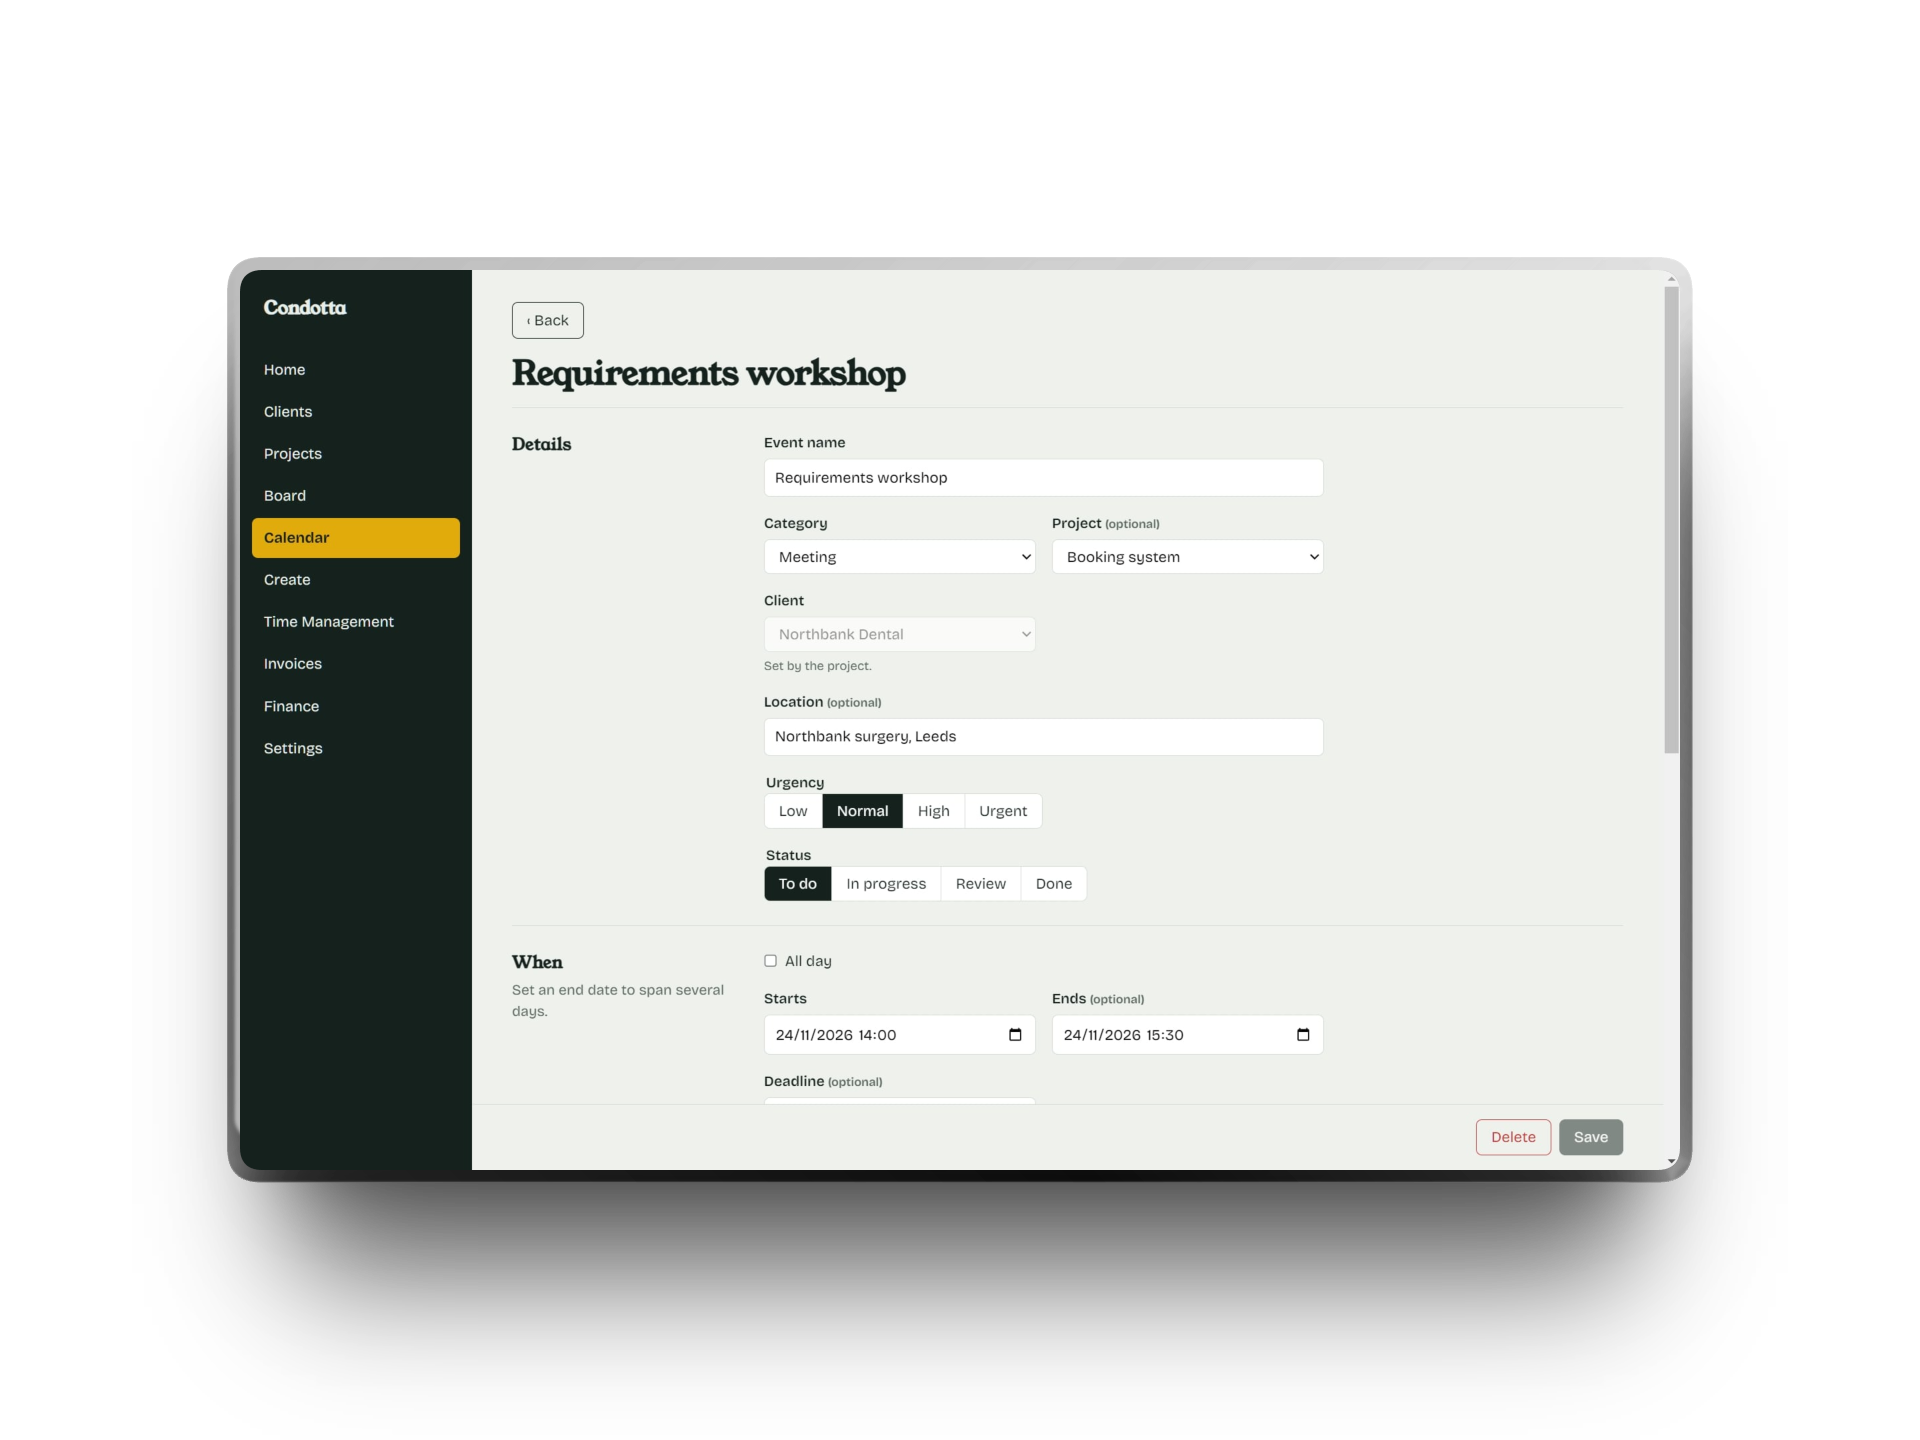 Condotta
Home
Clients
Projects
Board
Calendar
Create
Time Management
Invoices
Finance
Settings
‹ Back
Requirements workshop
Details
Event name
Requirements workshop
Category
Project (optional)
Meeting
Booking system
Client
Northbank Dental
Set by the project.
Location (optional)
Northbank surgery, Leeds
Urgency
Low
Normal
High
Urgent
Status
To do
In progress
Review
Done
When
Set an end date to span several
days.
All day
Starts
Ends (optional)
24/11/2026 14:00
24/11/2026 15:30
Deadline (optional)
Delete
Save